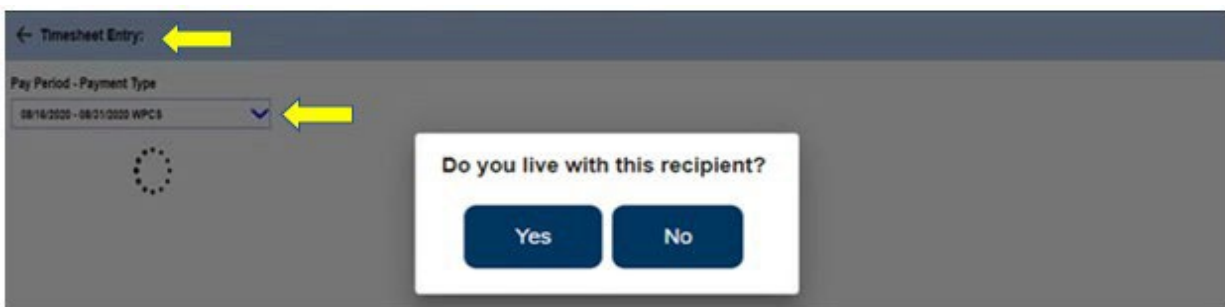 ← Timesheet Entry:
Pay Period - Payment Type
08/16/2020 - 08/31/2020 WPCS
Do you live with this recipient?
Yes No